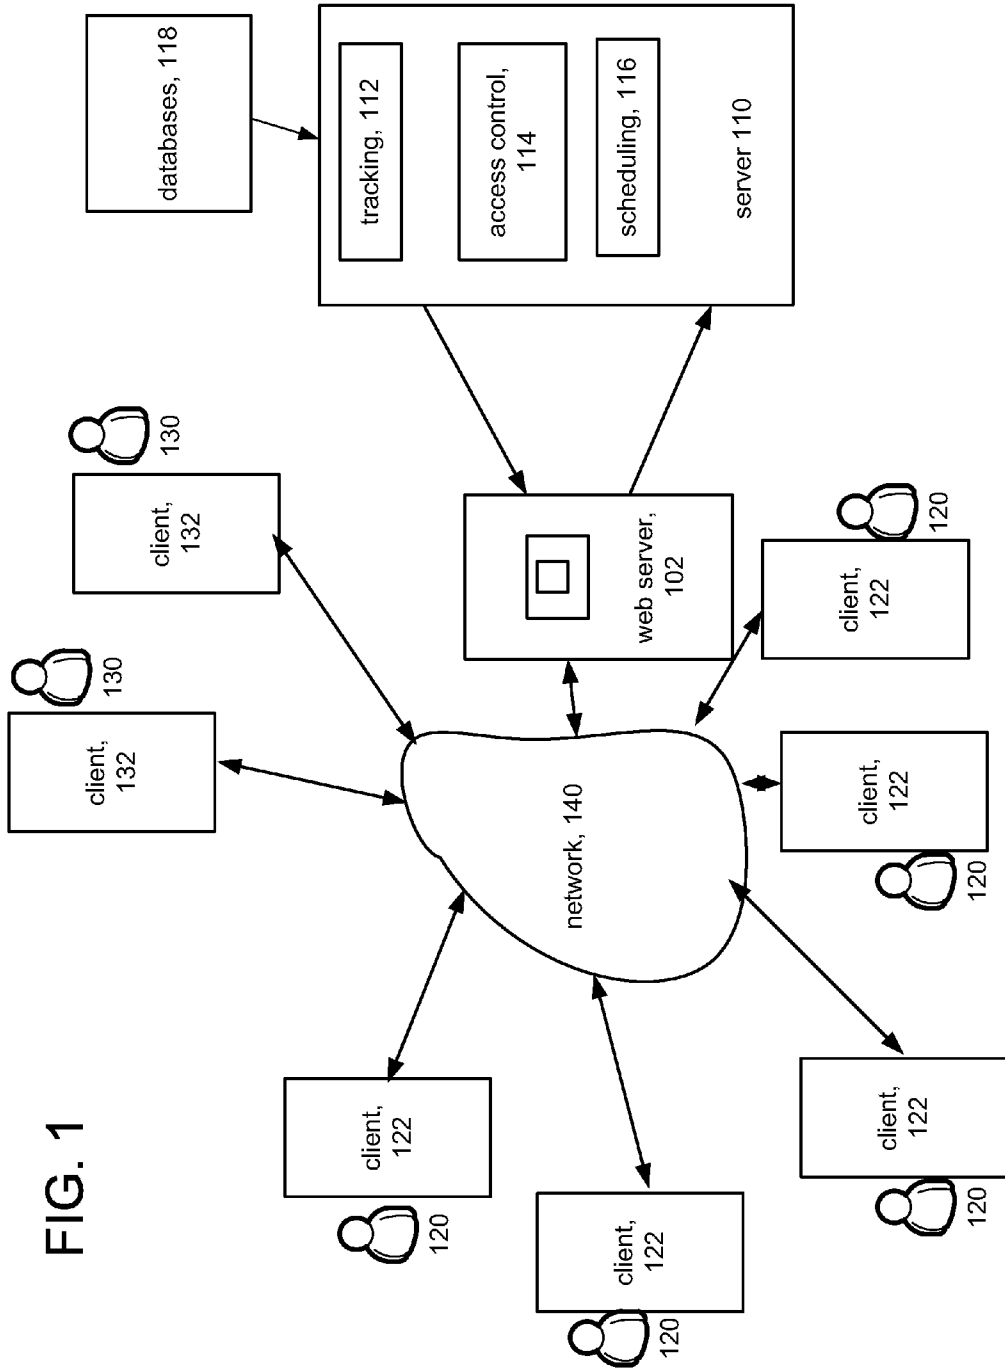 FIG. 1
client,
132
130
client,
132
130
databases, 118
client,
122
120
tracking, 112
access control,
114
network, 140
scheduling, 116
client,
122
120
web server,
102
server 110
client,
122
120
client,
122
120
client,
122
120